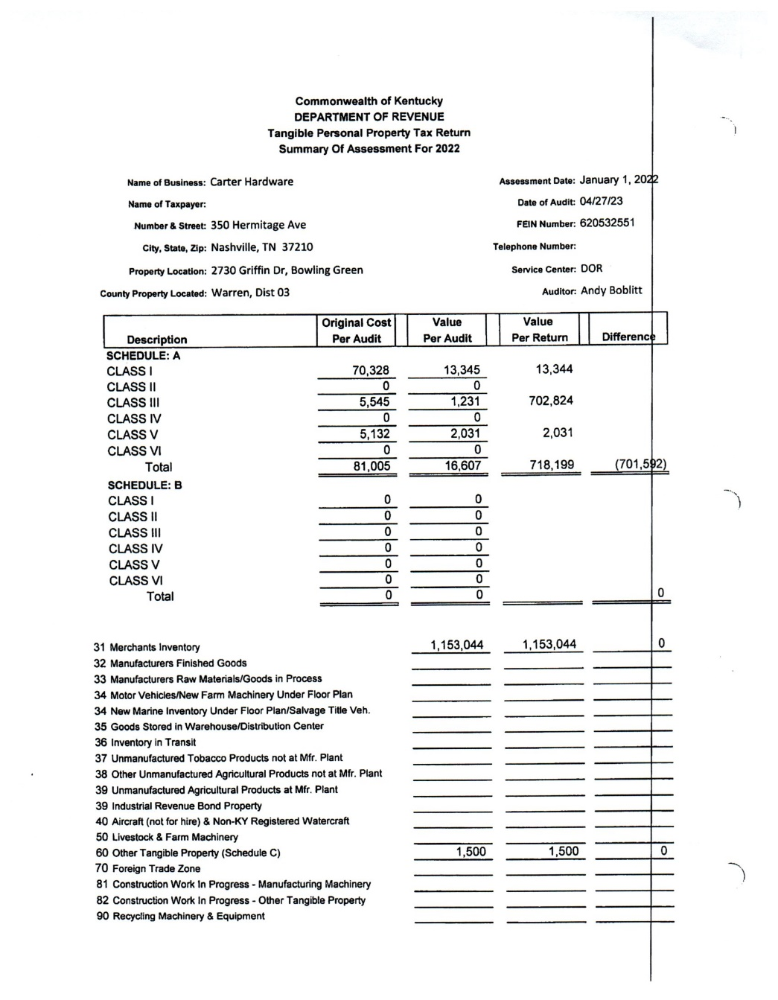 Commonwealth of Kentucky
DEPARTMENT OF REVENUE
Tangible Personal Property Tax Return
Summary Of Assessment For 2022
Name of Business: Carter Hardware Assessment Date: January 1, 2022
Name of Taxpayer: Date of Audit: 04/27/23
Number & Street: 350 Hermitage Ave FEIN Number: 620532551
City, State, Zip: Nashville, TN 37210 Telephone Number:
Property Location: 2730 Griffin Dr, Bowling Green Service Center: DOR
County Property Located: Warren, Dist 03 Auditor: Andy Boblitt
Original Cost Value Value
Description Per Audit Per Audit Per Return Difference
SCHEDULE: A
CLASS I 70,328 13,345 13,344
CLASS II 0 0
CLASS III 5,545 1,231 702,824
CLASS IV 0 0
CLASS V 5,132 2,031 2,031
CLASS VI 0 0
Total 81,005 16,607 718,199 (701,592)
SCHEDULE: B
CLASS I 0 0
CLASS II 0 0
CLASS III 0 0
CLASS IV 0 0
CLASS V 0 0
CLASS VI 0 0
Total 0 0 0
31 Merchants Inventory 1,153,044 1,153,044 0
32 Manufacturers Finished Goods
33 Manufacturers Raw Materials/Goods in Process
34 Motor Vehicles/New Farm Machinery Under Floor Plan
34 New Marine Inventory Under Floor Plan/Salvage Title Veh.
35 Goods Stored in Warehouse/Distribution Center
36 Inventory in Transit
37 Unmanufactured Tobacco Products not at Mfr. Plant
38 Other Unmanufactured Agricultural Products not at Mfr. Plant
39 Unmanufactured Agricultural Products at Mfr. Plant
39 Industrial Revenue Bond Property
40 Aircraft (not for hire) & Non-KY Registered Watercraft
50 Livestock & Farm Machinery
60 Other Tangible Property (Schedule C) 1,500 1,500 0
70 Foreign Trade Zone
81 Construction Work In Progress - Manufacturing Machinery
82 Construction Work In Progress - Other Tangible Property
90 Recycling Machinery & Equipment